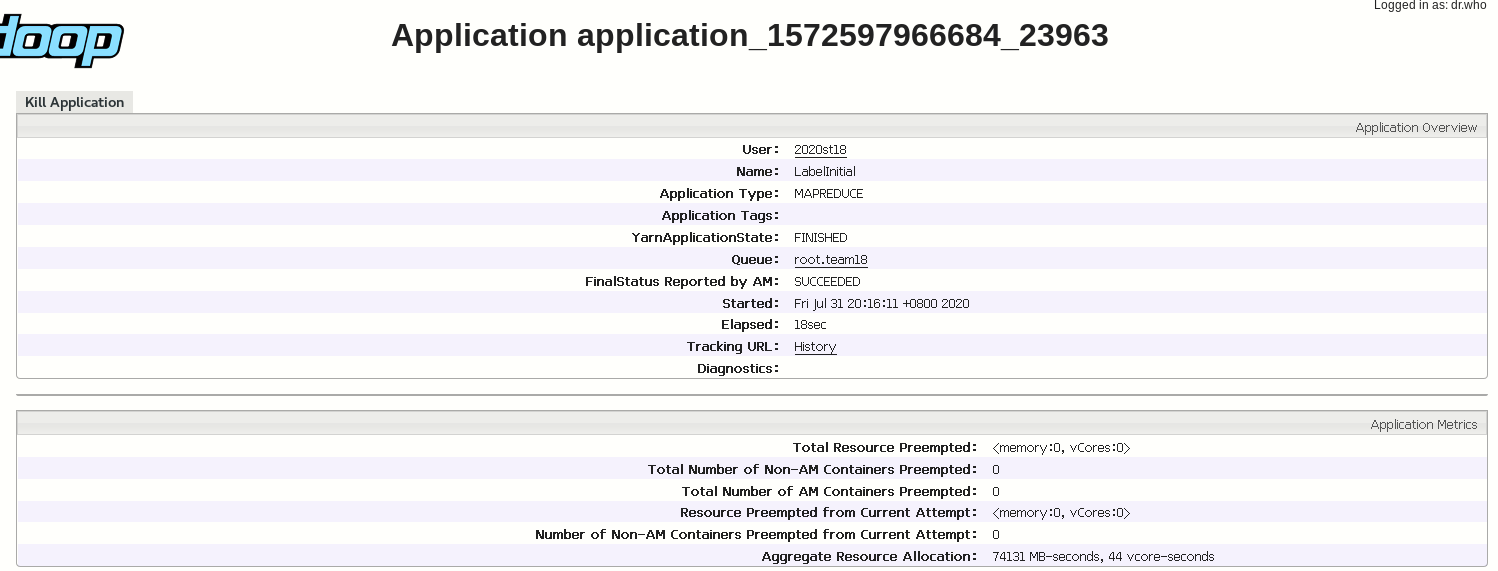 Logged in as: dr.who
doop
Application application_1572597966684_23963
Kill Application
Application Overview
User: 2020st18
Name: LabelInitial
Application Type: MAPREDUCE
Application Tags:
YarnApplicationState: FINISHED
Queue: root.team18
FinalStatus Reported by AM: SUCCEEDED
Started: Fri Jul 31 20:16:11 +0800 2020
Elapsed: 18sec
Tracking URL: History
Diagnostics:
Application Metrics
Total Resource Preempted: <memory:0, vCores:0>
Total Number of Non-AM Containers Preempted: 0
Total Number of AM Containers Preempted: 0
Resource Preempted from Current Attempt: <memory:0, vCores:0>
Number of Non-AM Containers Preempted from Current Attempt: 0
Aggregate Resource Allocation: 74131 MB-seconds, 44 vcore-seconds